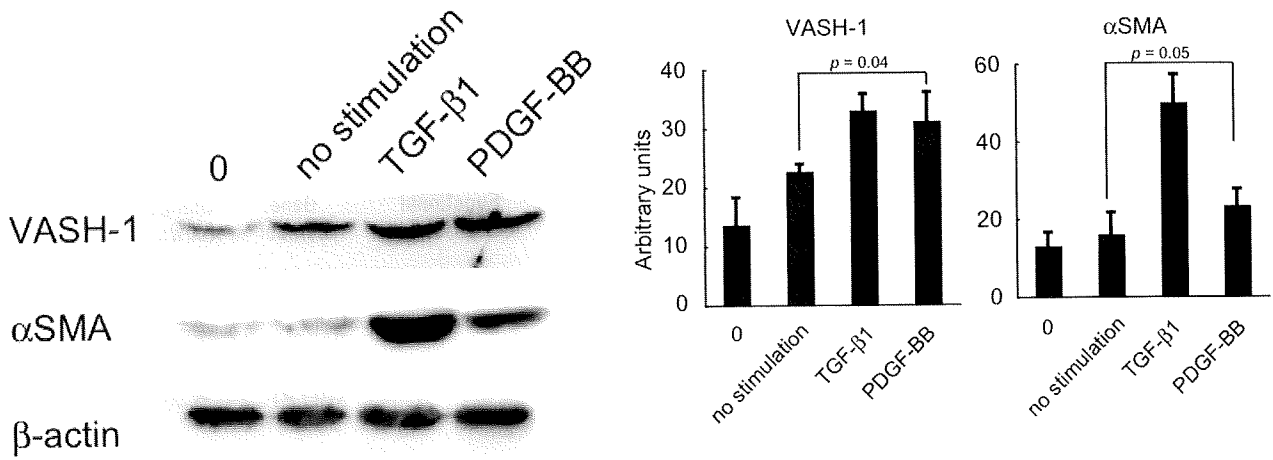 0
no stimulation
TGF-β1
PDGF-BB
VASH-1
αSMA
β-actin
VASH-1
p = 0.04
Arbitrary units
40
30
20
10
0
0
no stimulation
TGF-β1
PDGF-BB
αSMA
p = 0.05
60
40
20
0
0
no stimulation
TGF-β1
PDGF-BB